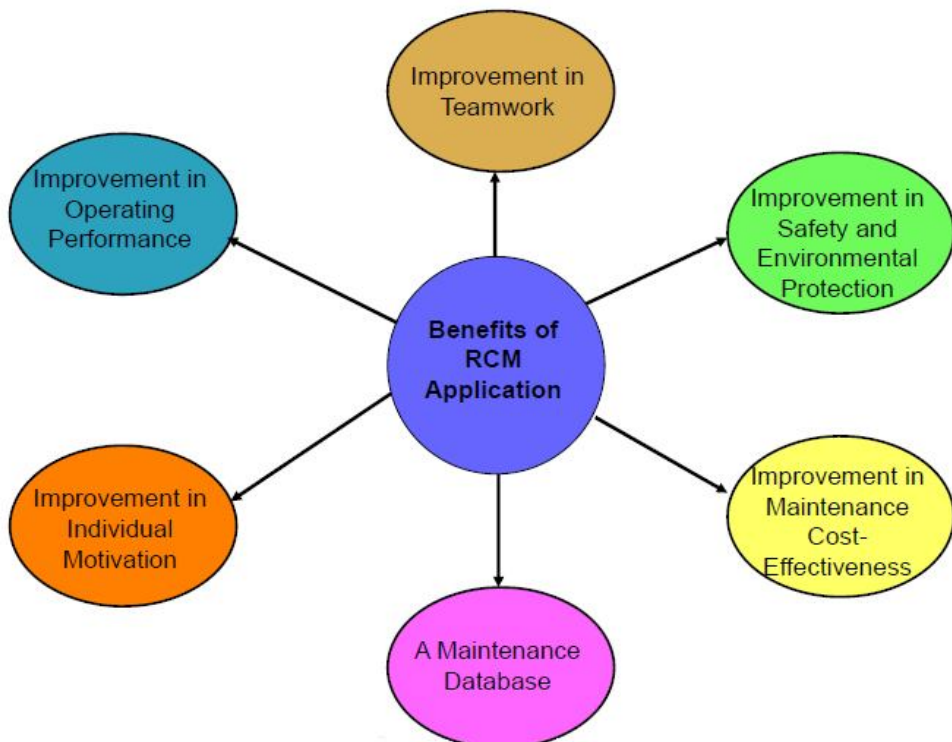 Improvement in
Teamwork
Improvement in
Operating
Performance
Improvement in
Safety and
Environmental
Protection
Benefits of
RCM
Application
Improvement in
Individual
Motivation
Improvement in
Maintenance
Cost-
Effectiveness
A Maintenance
Database